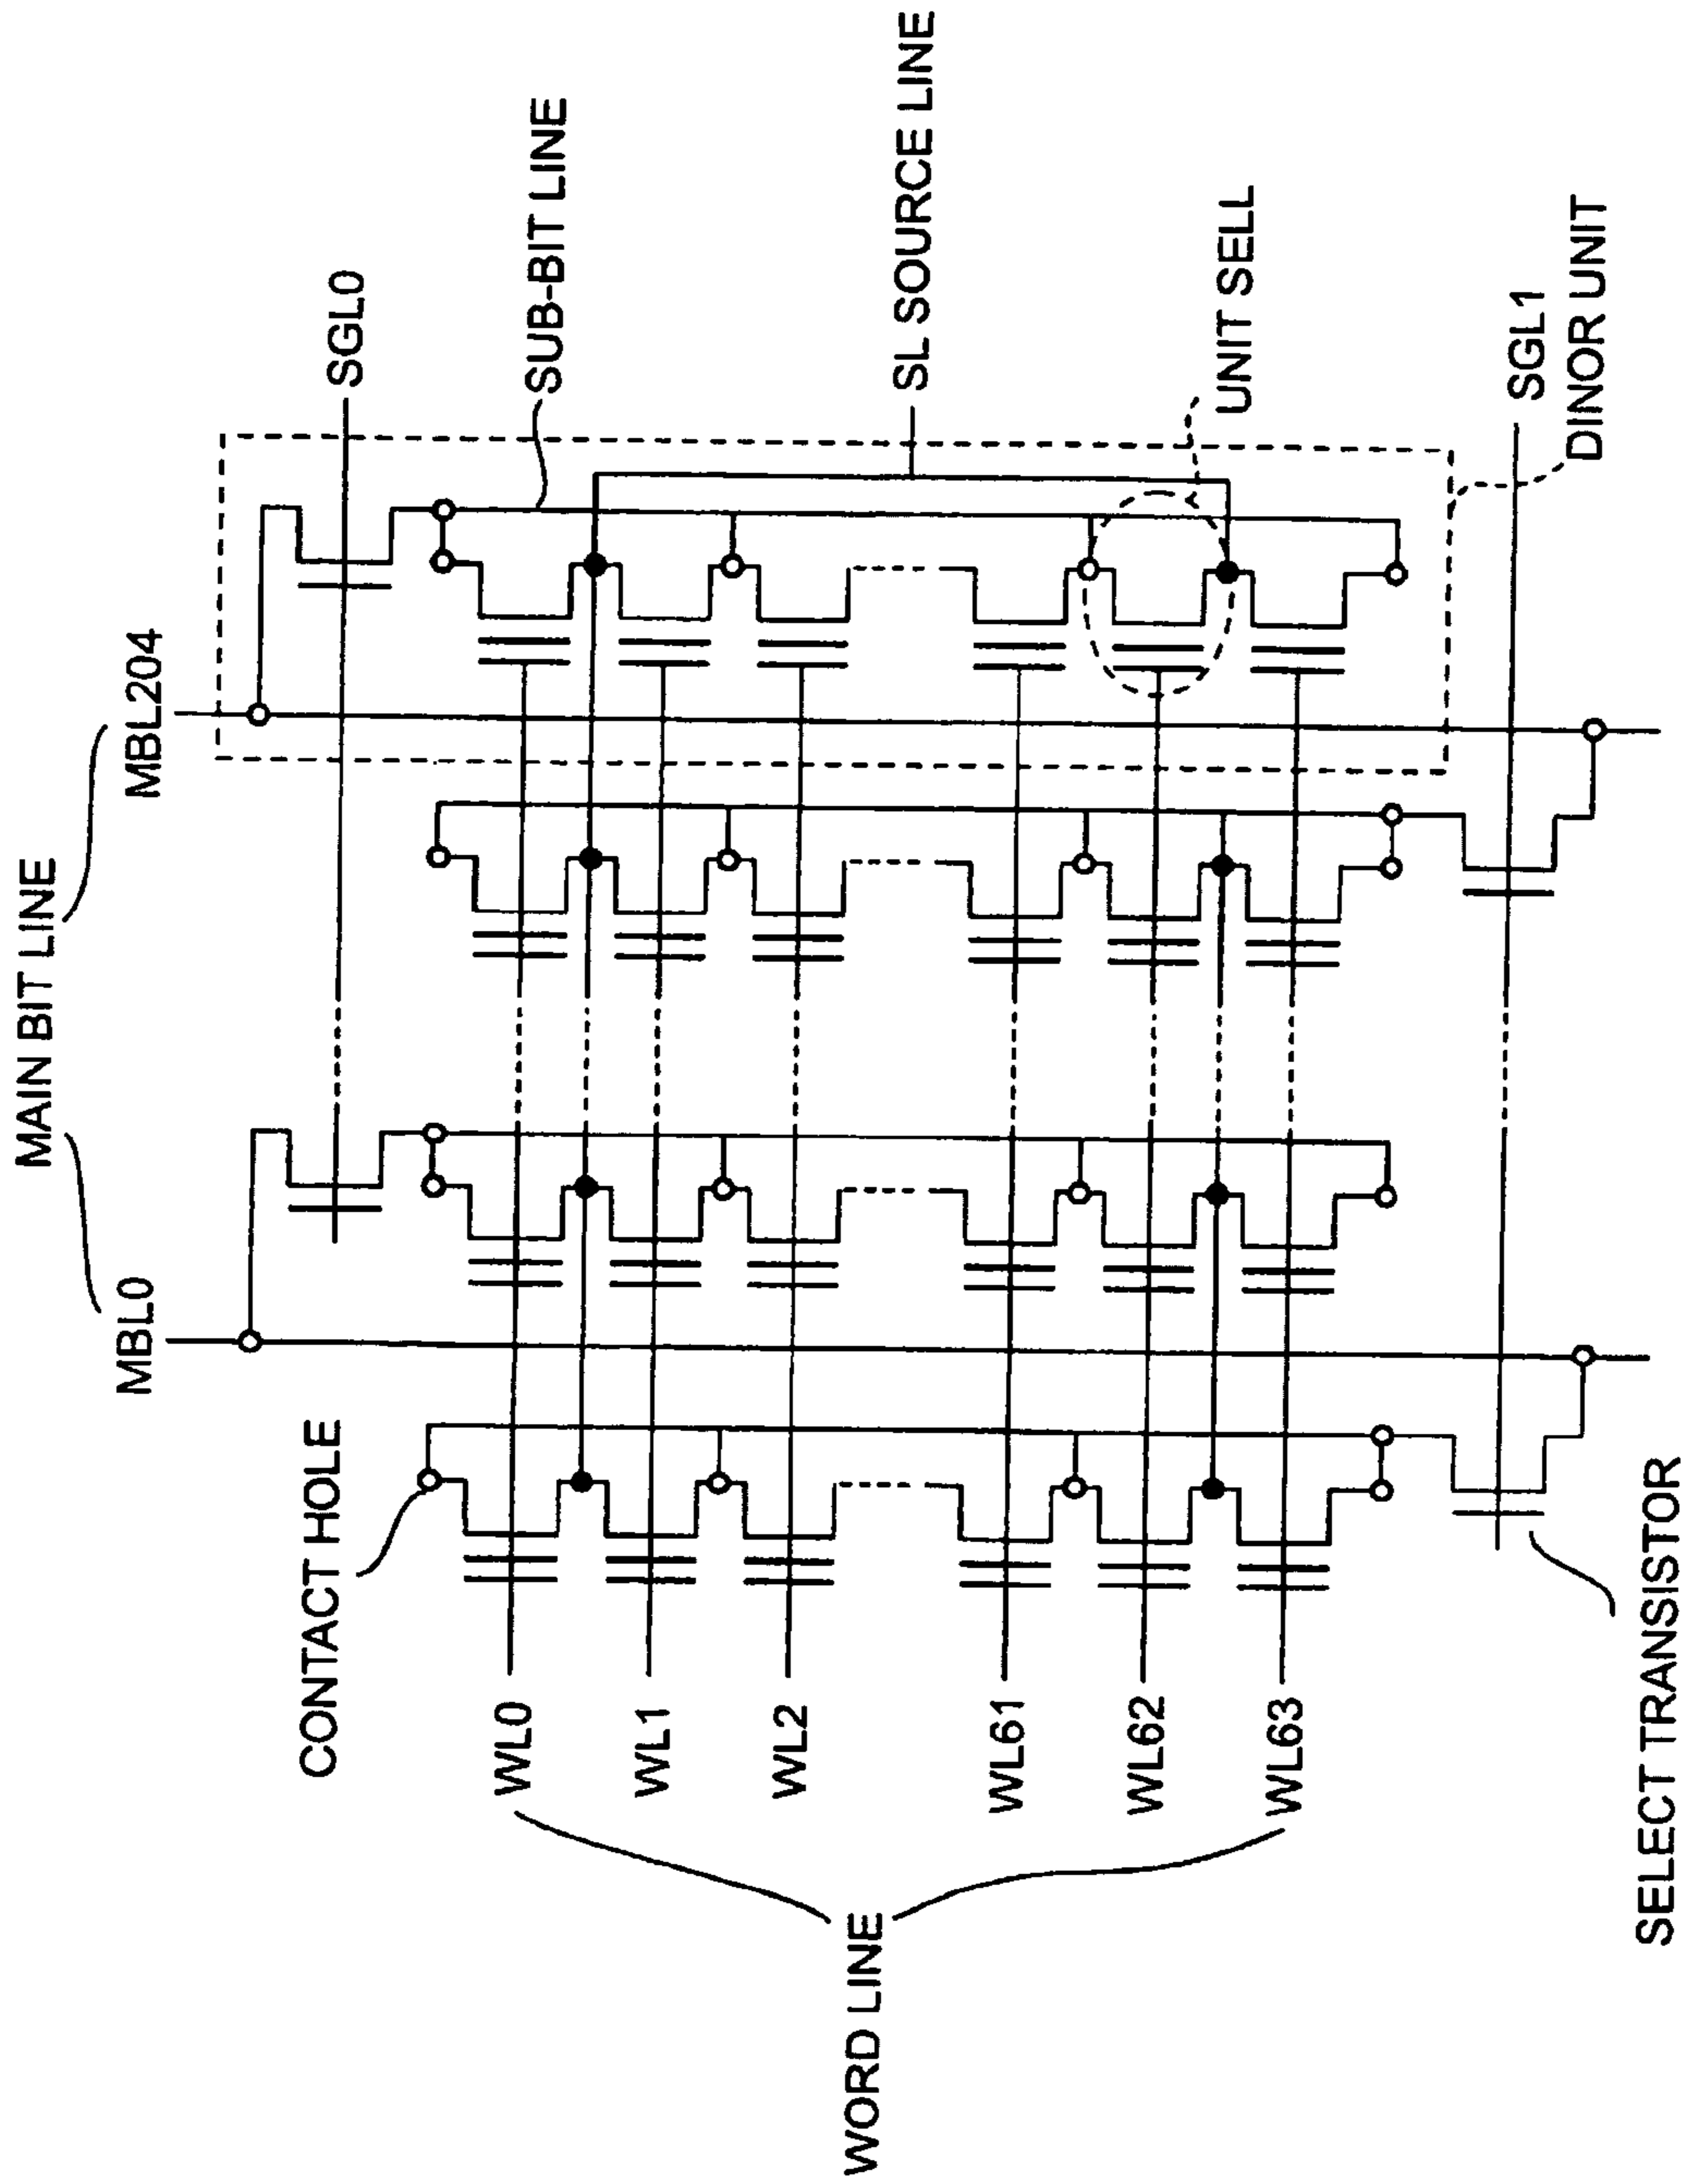 MAIN BIT LINE
MBL0
MBL204
CONTACT HOLE
SGL0
WL0
SUB-BIT LINE
WL1
WL2
WORD LINE
SL SOURCE LINE
WL61
WL62
UNIT SELL
WL63
SGL1
DINOR UNIT
SELECT TRANSISTOR